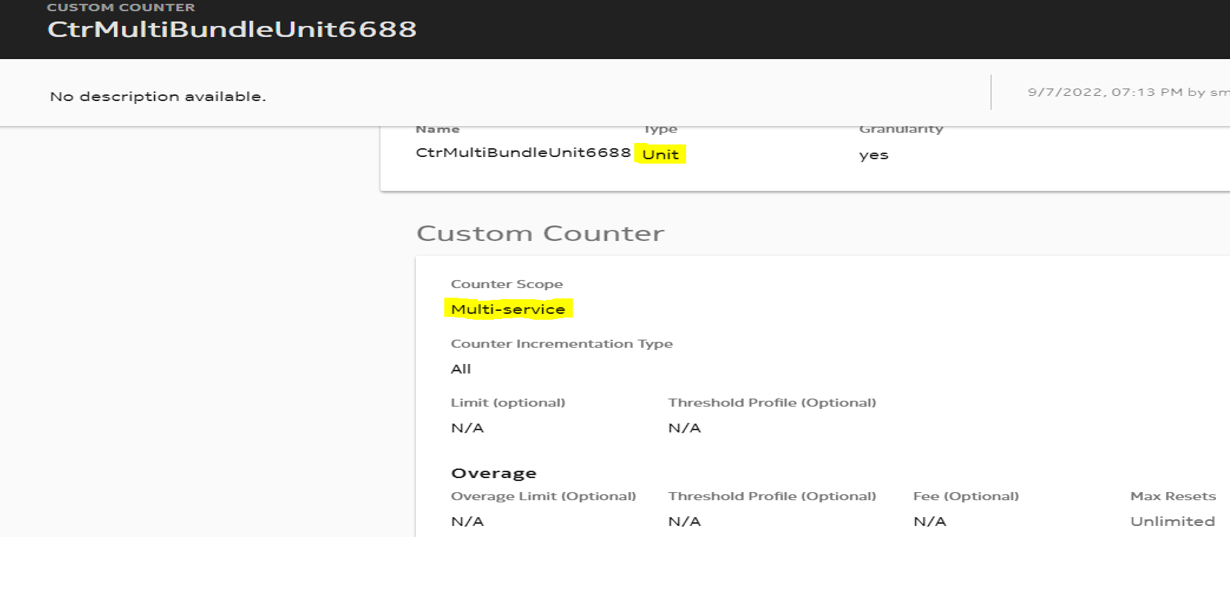 CUSTOM COUNTER
CtrMultiBundleUnit6688
No description available.
9/7/2022, 07:13 PM by
Name Type Granularity
CtrMultiBundleUnit6688 Unit yes
Custom Counter
Counter Scope
Multi-service
Counter Incrementation Type
All
Limit (optional) Threshold Profile (Optional)
N/A N/A
Overage
Overage Limit (Optional) Threshold Profile (Optional) Fee (Optional) Max Resets
N/A N/A N/A Unlimited